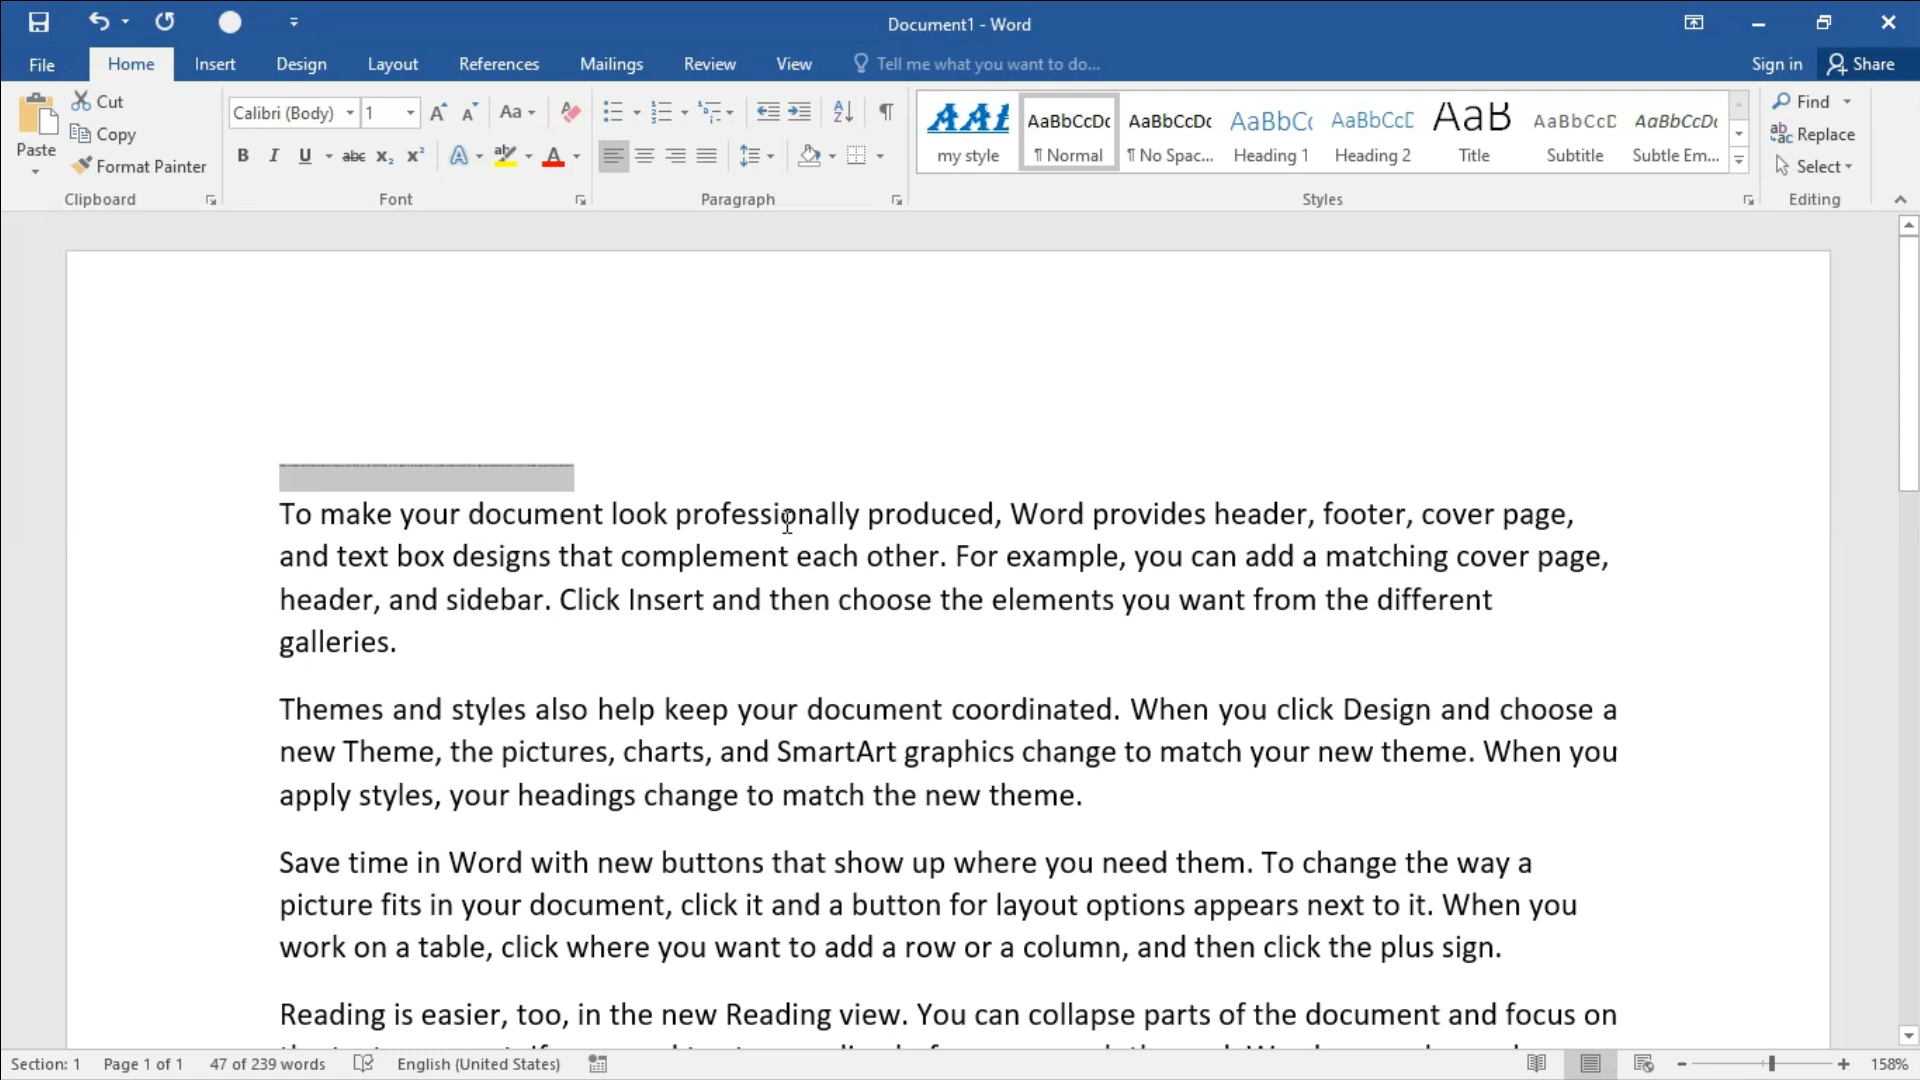 Document1 - Word
File Home Insert Design Layout References Mailings Review View Tell me what you want to do... Sign in Share
Paste
Cut
Copy
Format Painter
Clipboard
Calibri (Body) 1
Font
Paragraph
my style
¶ Normal
¶ No Spac...
Heading 1
Heading 2
Title
Subtitle
Subtle Em...
Styles
Find
Replace
Select
Editing
To make your document look professionally produced, Word provides header, footer, cover page,
and text box designs that complement each other. For example, you can add a matching cover page,
header, and sidebar. Click Insert and then choose the elements you want from the different
galleries.
Themes and styles also help keep your document coordinated. When you click Design and choose a
new Theme, the pictures, charts, and SmartArt graphics change to match your new theme. When you
apply styles, your headings change to match the new theme.
Save time in Word with new buttons that show up where you need them. To change the way a
picture fits in your document, click it and a button for layout options appears next to it. When you
work on a table, click where you want to add a row or a column, and then click the plus sign.
Reading is easier, too, in the new Reading view. You can collapse parts of the document and focus on
Section: 1 Page 1 of 1 47 of 239 words English (United States) 158%